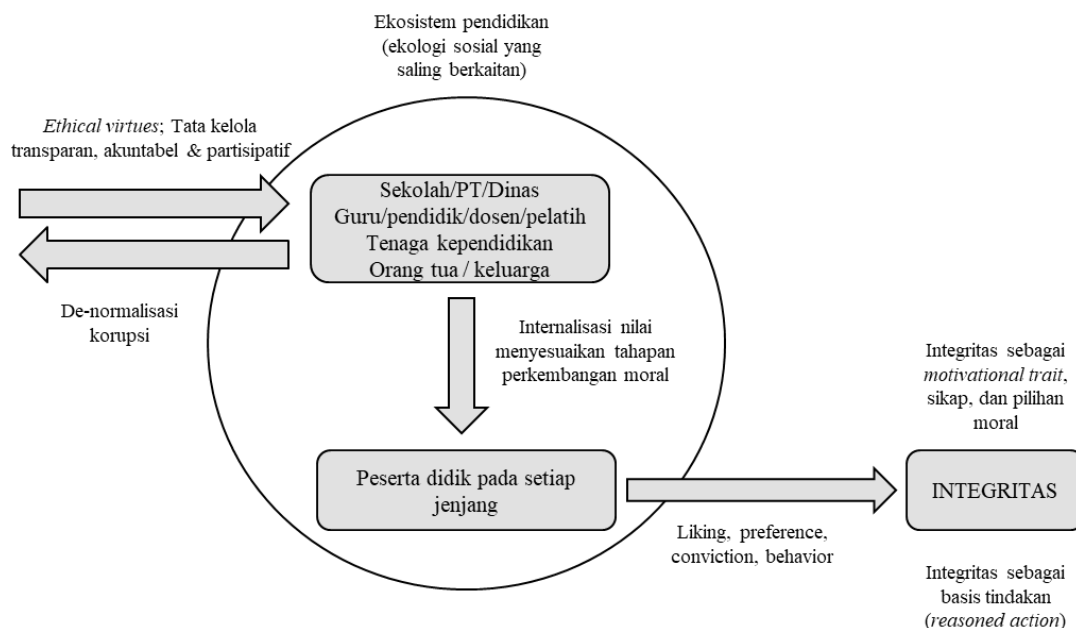 Ekosistem pendidikan
(ekologi sosial yang
saling berkaitan)
Ethical virtues; Tata kelola
transparan, akuntabel & partisipatif
Sekolah/PT/Dinas
Guru/pendidik/dosen/pelatih
Tenaga kependidikan
Orang tua / keluarga
De-normalisasi
korupsi
Internalisasi nilai
menyesuaikan tahapan
perkembangan moral
Peserta didik pada setiap
jenjang
Liking, preference,
conviction, behavior
Integritas sebagai
motivational trait,
sikap, dan pilihan
moral
INTEGRITAS
Integritas sebagai
basis tindakan
(reasoned action)